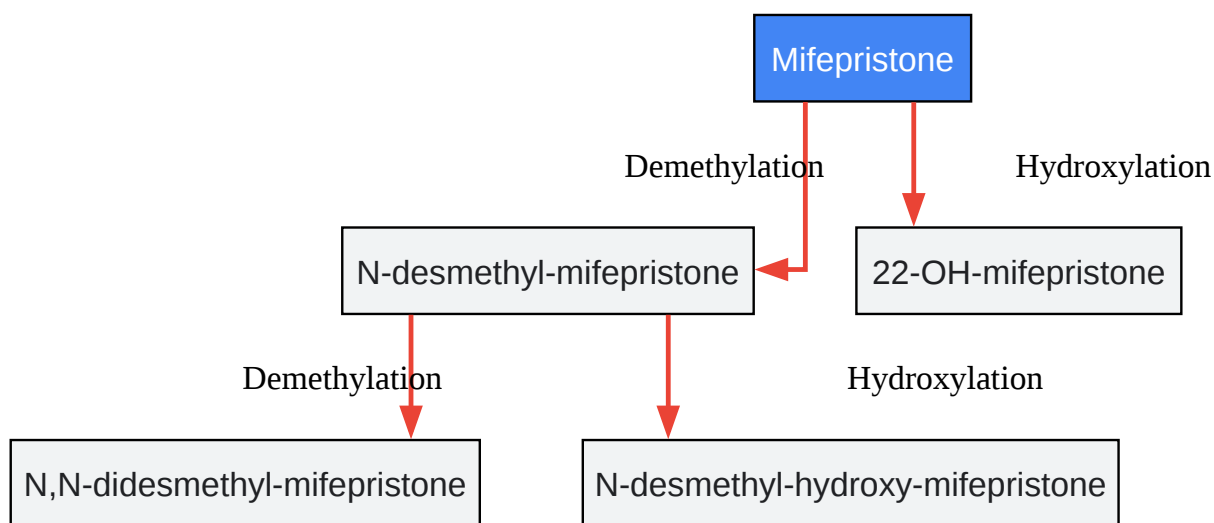 Mifepristone
Demethylation
Hydroxylation
N-desmethyl-mifepristone
22-OH-mifepristone
Demethylation
Hydroxylation
N,N-didesmethyl-mifepristone
N-desmethyl-hydroxy-mifepristone